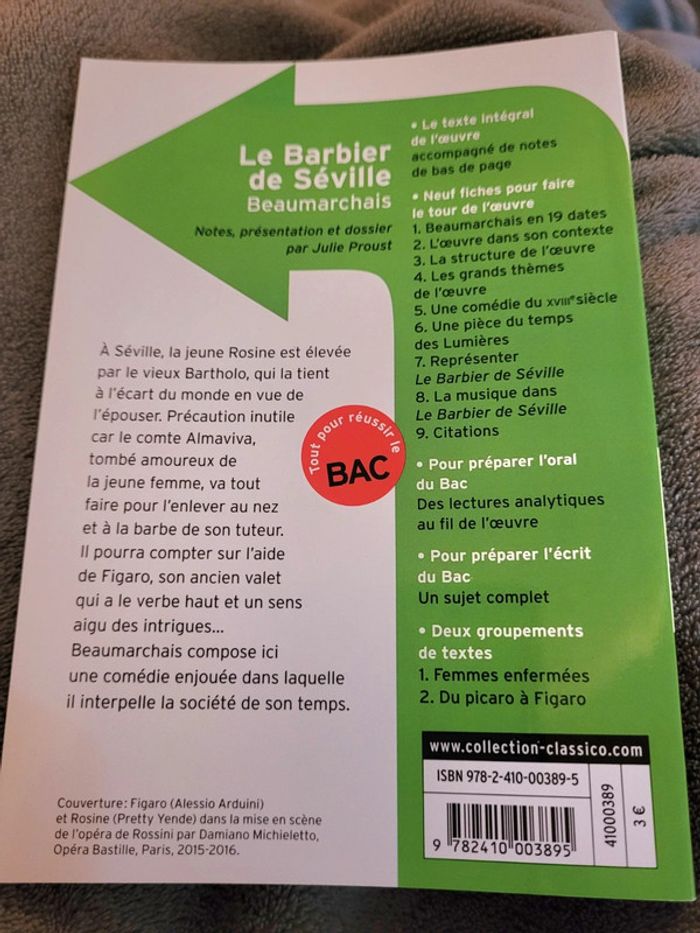 Le Barbier
de Séville
Beaumarchais
Notes, présentation et dossier
par Julie Proust
À Séville, la jeune Rosine est élevée
par le vieux Bartholo, qui la tient
à l'écart du monde en vue de
l'épouser. Précaution inutile
car le comte Almaviva,
tombé amoureux de
la jeune femme, va tout
faire pour l'enlever au nez
et à la barbe de son tuteur.
Il pourra compter sur l'aide
de Figaro, son ancien valet
qui a le verbe haut et un sens
aigu des intrigues...
Beaumarchais compose ici
une comédie enjouée dans laquelle
il interpelle la société de son temps.
Couverture : Figaro (Alessio Arduini)
et Rosine (Pretty Yende) dans la mise en scène
de l'opéra de Rossini par Damiano Michieletto,
Opéra Bastille, Paris, 2015-2016.
Tout pour réussir le
BAC
• Le texte intégral
de l'œuvre
accompagné de notes
de bas de page
• Neuf fiches pour faire
le tour de l'œuvre
1. Beaumarchais en 19 dates
2. L'œuvre dans son contexte
3. La structure de l'œuvre
4. Les grands thèmes
de l'œuvre
5. Une comédie du XVIIIe siècle
6. Une pièce du temps
des Lumières
7. Représenter
Le Barbier de Séville
8. La musique dans
Le Barbier de Séville
9. Citations
• Pour préparer l'oral
du Bac
Des lectures analytiques
au fil de l'œuvre
• Pour préparer l'écrit
du Bac
Un sujet complet
• Deux groupements
de textes
1. Femmes enfermées
2. Du picaro à Figaro
www.collection-classico.com
ISBN 978-2-410-00389-5
9 782410 003895
41000389
3 €